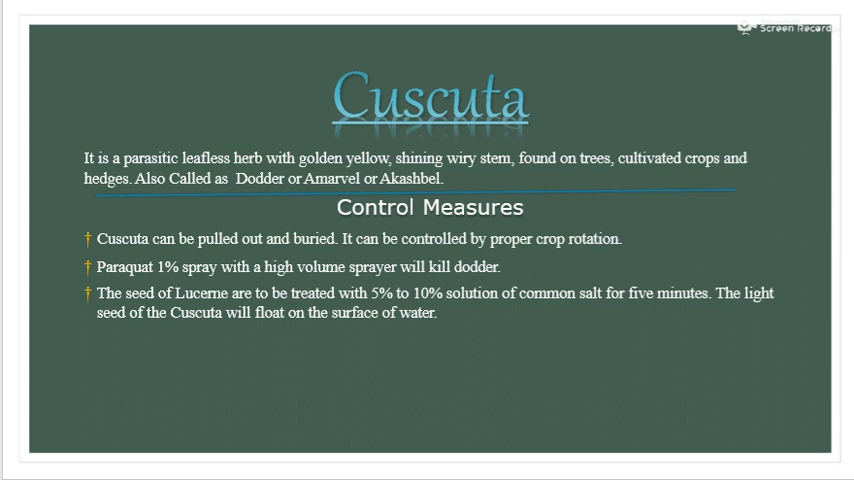 Screen Record
Cuscuta
It is a parasitic leafless herb with golden yellow, shining wiry stem, found on trees, cultivated crops and
hedges. Also Called as Dodder or Amarvel or Akashbel.
Control Measures
† Cuscuta can be pulled out and buried. It can be controlled by proper crop rotation.
† Paraquat 1% spray with a high volume sprayer will kill dodder.
† The seed of Lucerne are to be treated with 5% to 10% solution of common salt for five minutes. The light
seed of the Cuscuta will float on the surface of water.